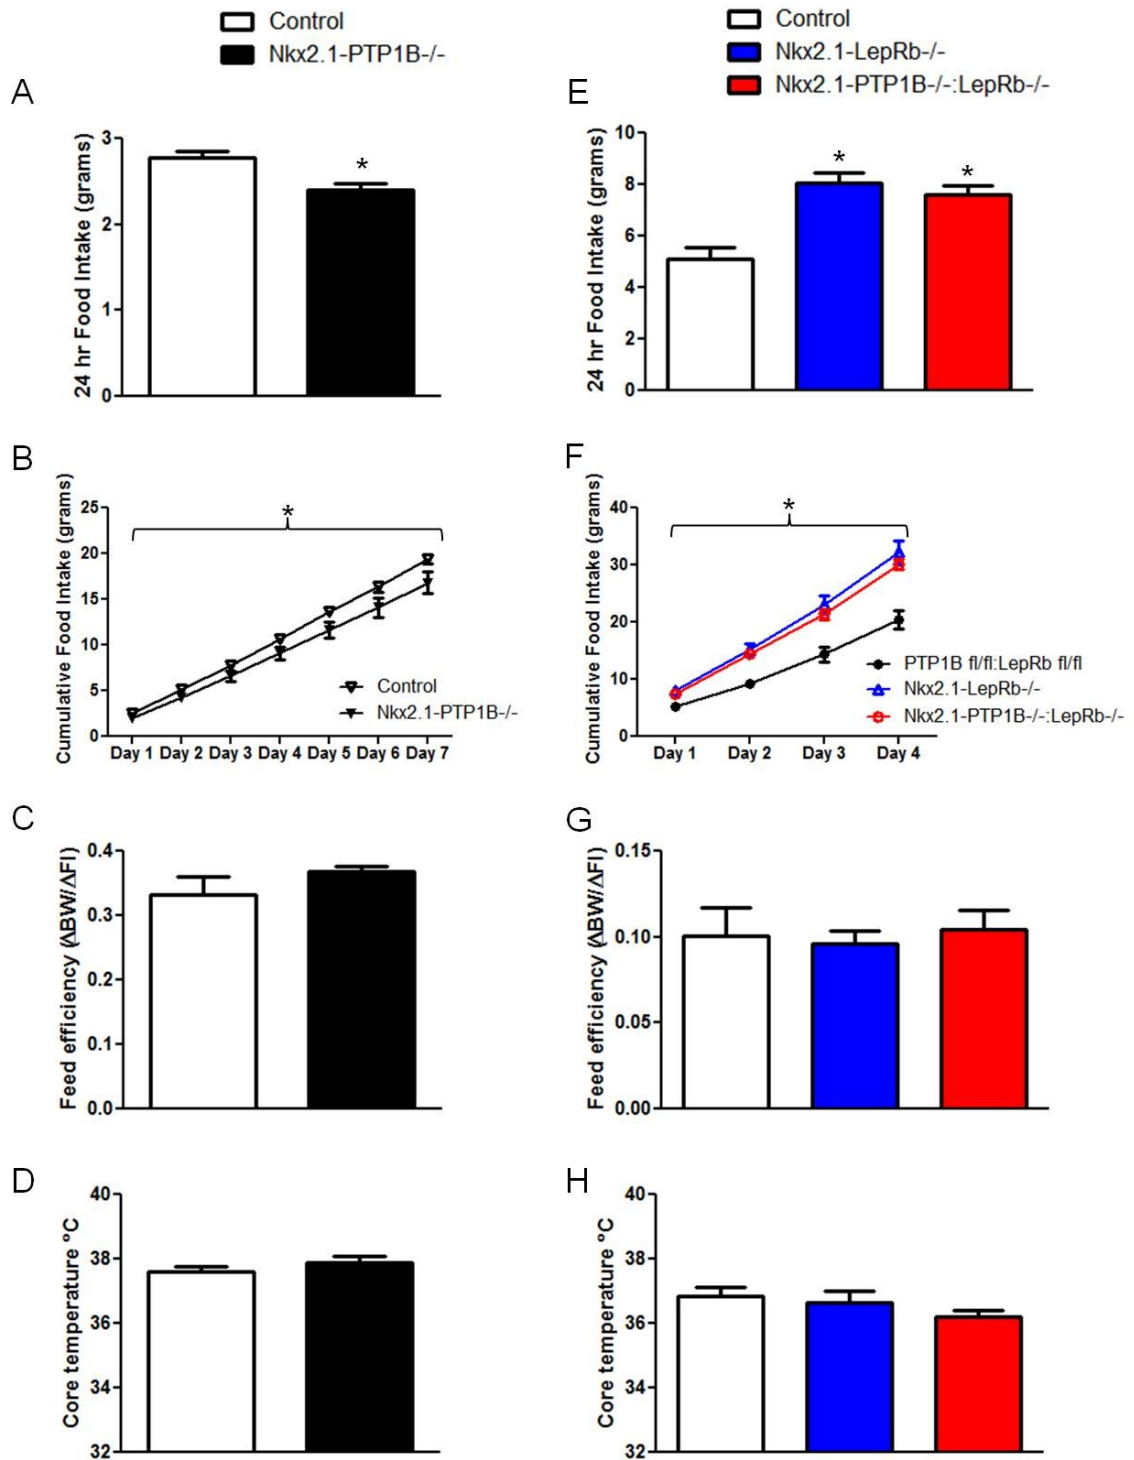 Control
Nkx2.1-PTP1B-/-
A
24 hr Food Intake (grams)
3
2
1
0
*
B
Cumulative Food Intake (grams)
25
20
15
10
5
0
*
Control
Nkx2.1-PTP1B-/-
Day 1 Day 2 Day 3 Day 4 Day 5 Day 6 Day 7
C
Feed efficiency (ΔBW/ΔFI)
0.4
0.3
0.2
0.1
0.0
D
Core temperature °C
40
38
36
34
32
Control
Nkx2.1-LepRb-/-
Nkx2.1-PTP1B-/-:LepRb-/-
E
24 hr Food Intake (grams)
10
8
6
4
2
0
*
*
F
Cumulative Food Intake (grams)
40
30
20
10
0
*
PTP1B fl/fl:LepRb fl/fl
Nkx2.1-LepRb-/-
Nkx2.1-PTP1B-/-:LepRb-/-
Day 1 Day 2 Day 3 Day 4
G
Feed efficiency (ΔBW/ΔFI)
0.15
0.10
0.05
0.00
H
Core temperature °C
40
38
36
34
32